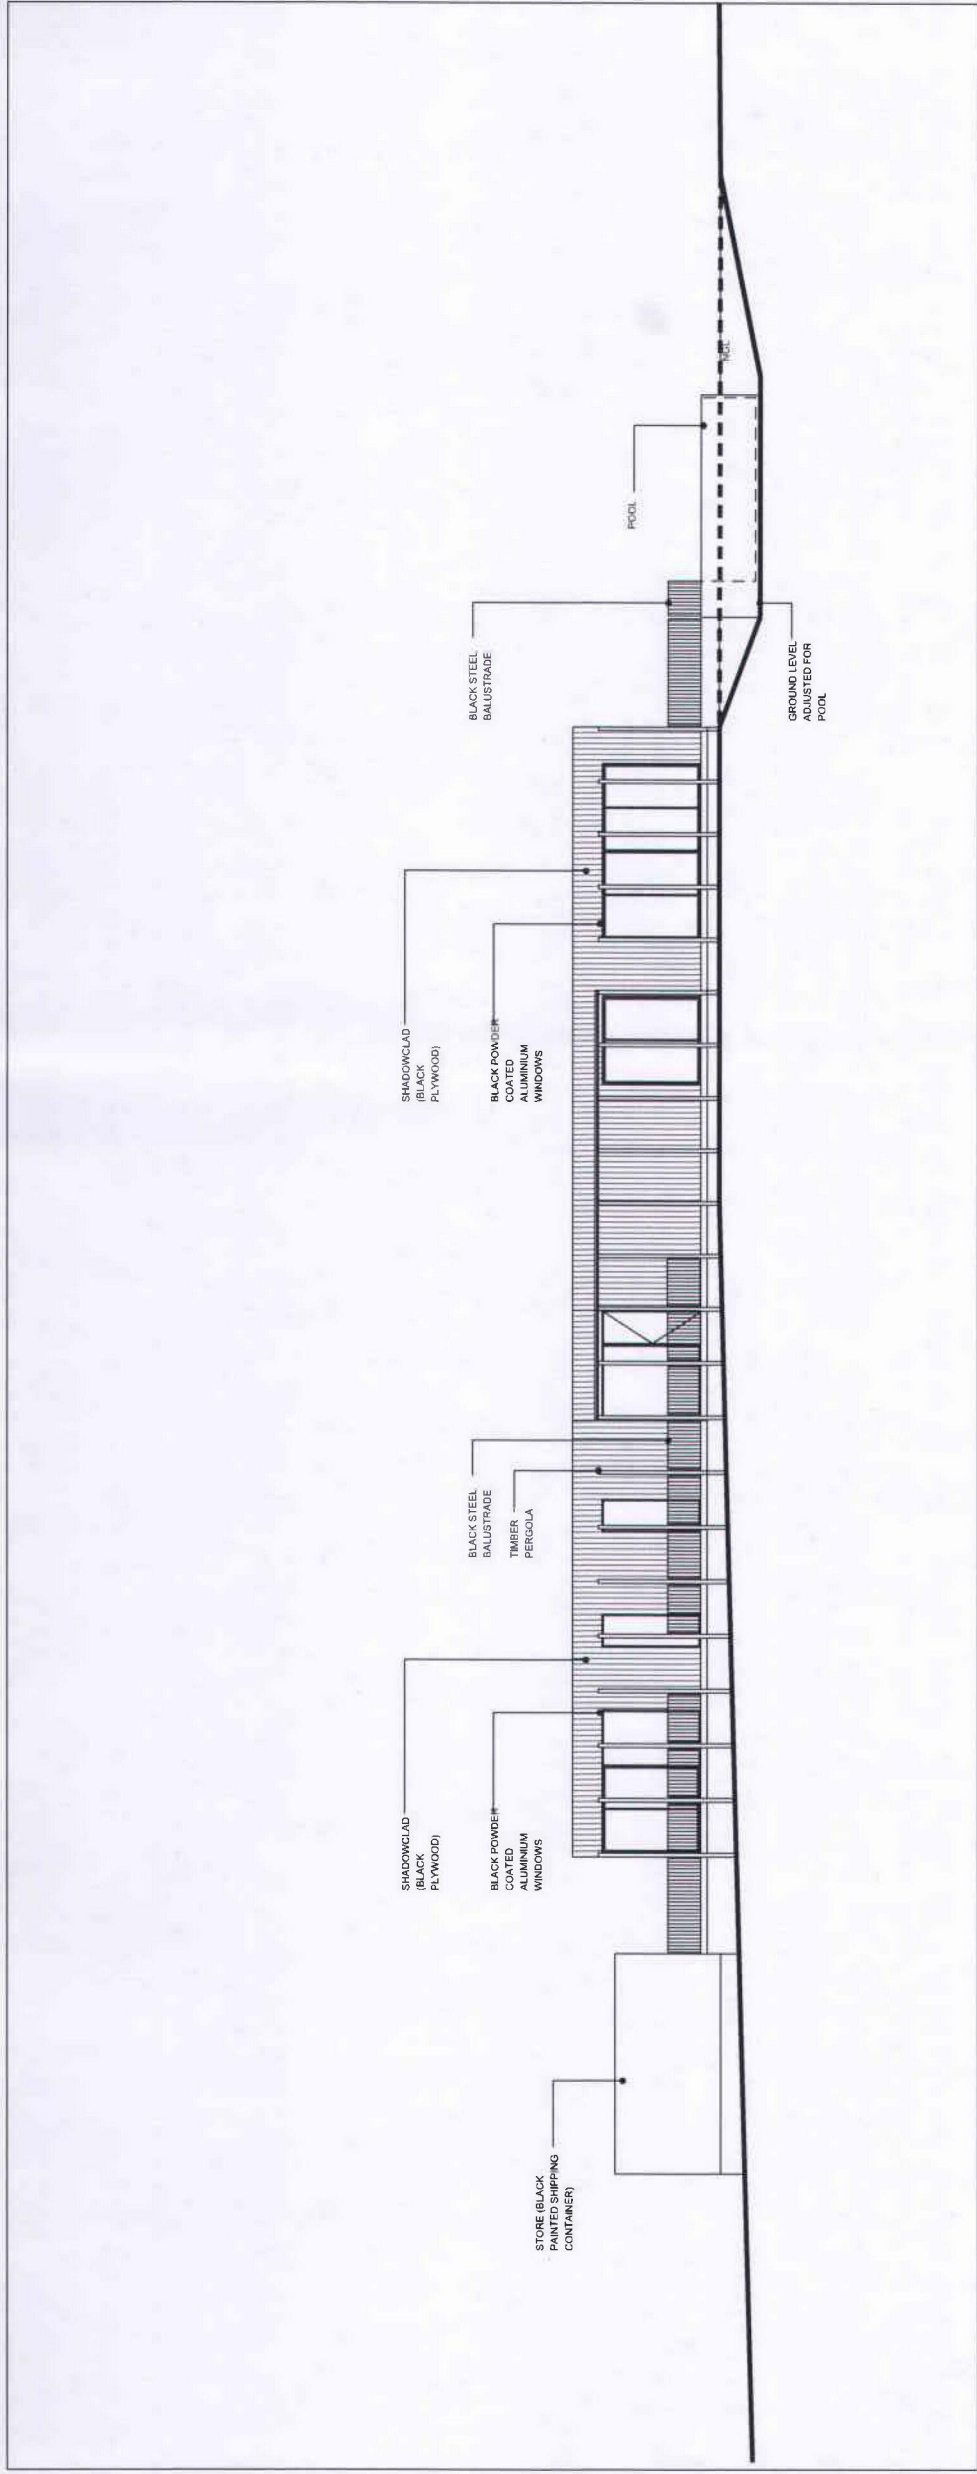 STORE (BLACK
PAINTED SHIPPING
CONTAINER)
SHADOWCLAD
(BLACK
PLYWOOD)
BLACK POWDER
COATED
ALUMINIUM
WINDOWS
BLACK STEEL
BALUSTRADE
TIMBER
PERGOLA
SHADOWCLAD
(BLACK
PLYWOOD)
BLACK POWDER
COATED
ALUMINIUM
WINDOWS
BLACK STEEL
BALUSTRADE
POOL
NGL
GROUND LEVEL
ADJUSTED FOR
POOL